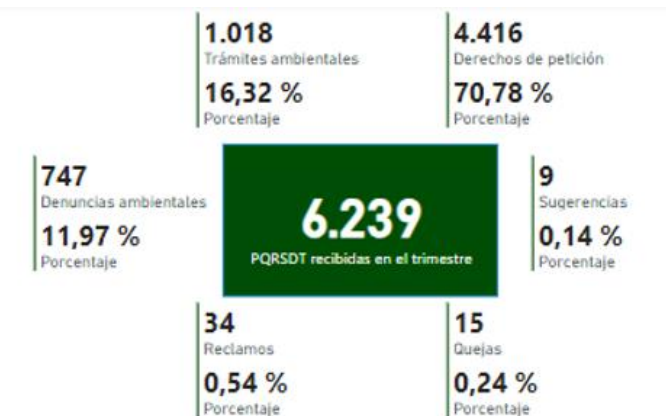 1.018
Trámites ambientales
16,32 %
Porcentaje
4.416
Derechos de petición
70,78 %
Porcentaje
747
Denuncias ambientales
11,97 %
Porcentaje
6.239
PQRSDT recibidas en el trimestre
9
Sugerencias
0,14 %
Porcentaje
34
Reclamos
0,54 %
Porcentaje
15
Quejas
0,24 %
Porcentaje